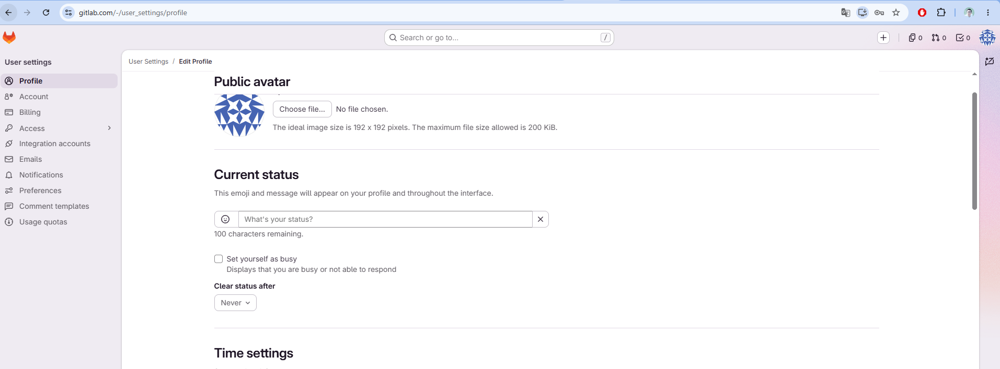 gitlab.com/-/user_settings/profile
Search or go to... /
0 0 0
User settings
Profile
Account
Billing
Access
Integration accounts
Emails
Notifications
Preferences
Comment templates
Usage quotas
User Settings / Edit Profile
Public avatar
Choose file... No file chosen.
The ideal image size is 192 x 192 pixels. The maximum file size allowed is 200 KiB.
Current status
This emoji and message will appear on your profile and throughout the interface.
What's your status?
100 characters remaining.
Set yourself as busy
Displays that you are busy or not able to respond
Clear status after
Never
Time settings